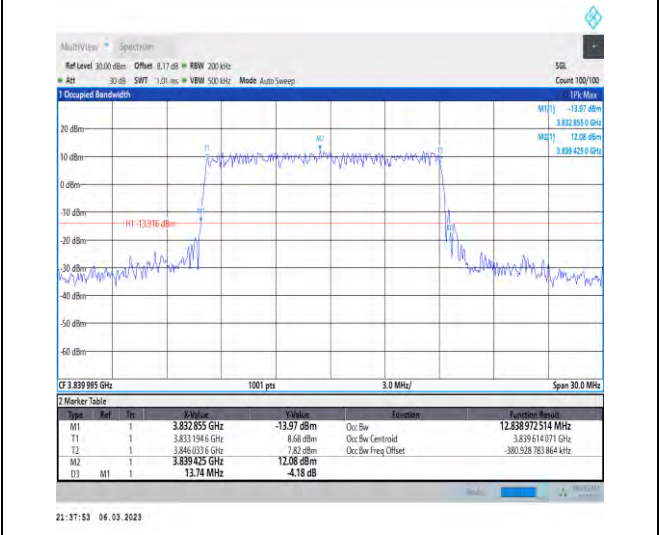 MultiView Spectrum
Ref Level 30.00 dBm Offset 8.17 dB RBW 200 kHz SGL
Att 30 dB SWT 1.01 ms VBW 500 kHz Mode Auto Sweep Count 100/100
1 Occupied Bandwidth 1Pk Max
M1[1] -13.97 dBm
3.832 855 0 GHz
M2[1] 12.08 dBm
3.839 425 0 GHz
20 dBm
M2
T1 T2
10 dBm
0 dBm
-10 dBm
M1
H1 -13.916 dBm
-20 dBm
-30 dBm
-40 dBm
-50 dBm
-60 dBm
CF 3.839 995 GHz 1001 pts 3.0 MHz/ Span 30.0 MHz
2 Marker Table
Type Ref Trc X-Value Y-Value Function Function Result
M1 1 3.832 855 GHz -13.97 dBm Occ Bw 12.838 972 514 MHz
T1 1 3.833 194 6 GHz 8.68 dBm Occ Bw Centroid 3.839 614 071 GHz
T2 1 3.846 033 6 GHz 7.82 dBm Occ Bw Freq Offset -380.928 783 864 kHz
M2 1 3.839 425 GHz 12.08 dBm
D3 M1 1 13.74 MHz -4.18 dB
21:37:53 06.03.2023